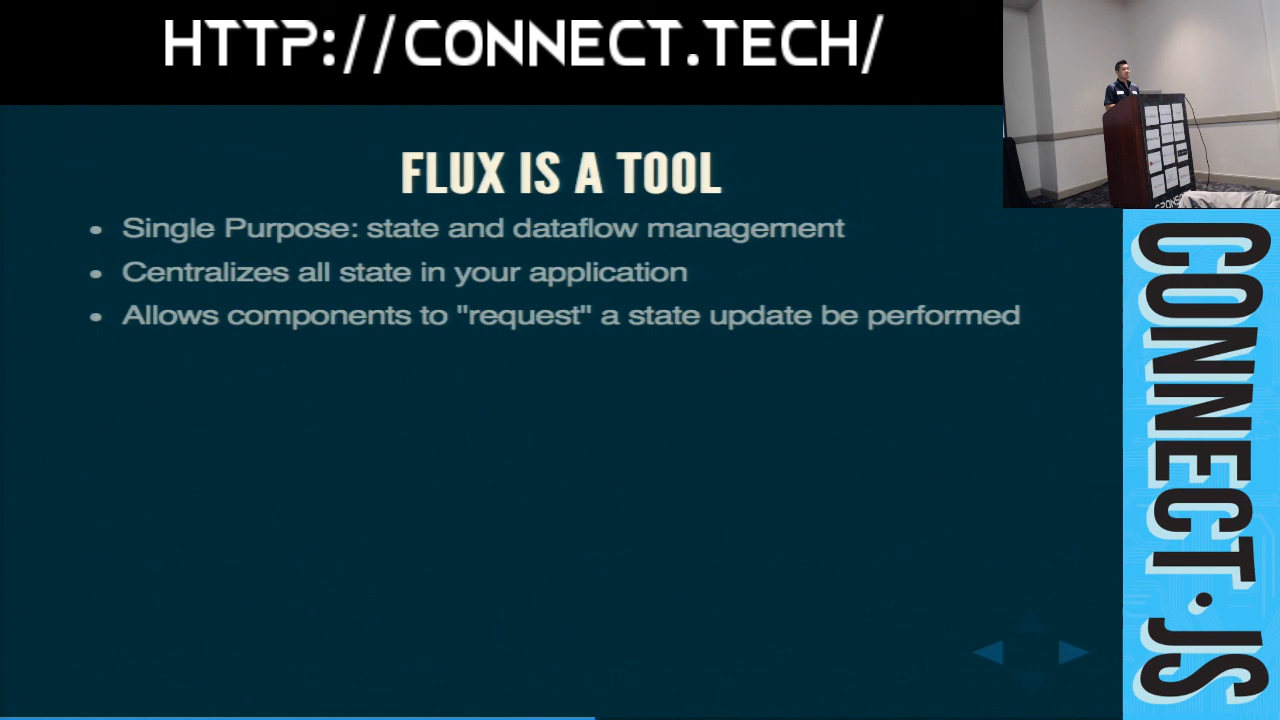 HTTP://CONNECT.TECH/
FLUX IS A TOOL
• Single Purpose: state and dataflow management
• Centralizes all state in your application
• Allows components to "request" a state update be performed
CONNECT·JS